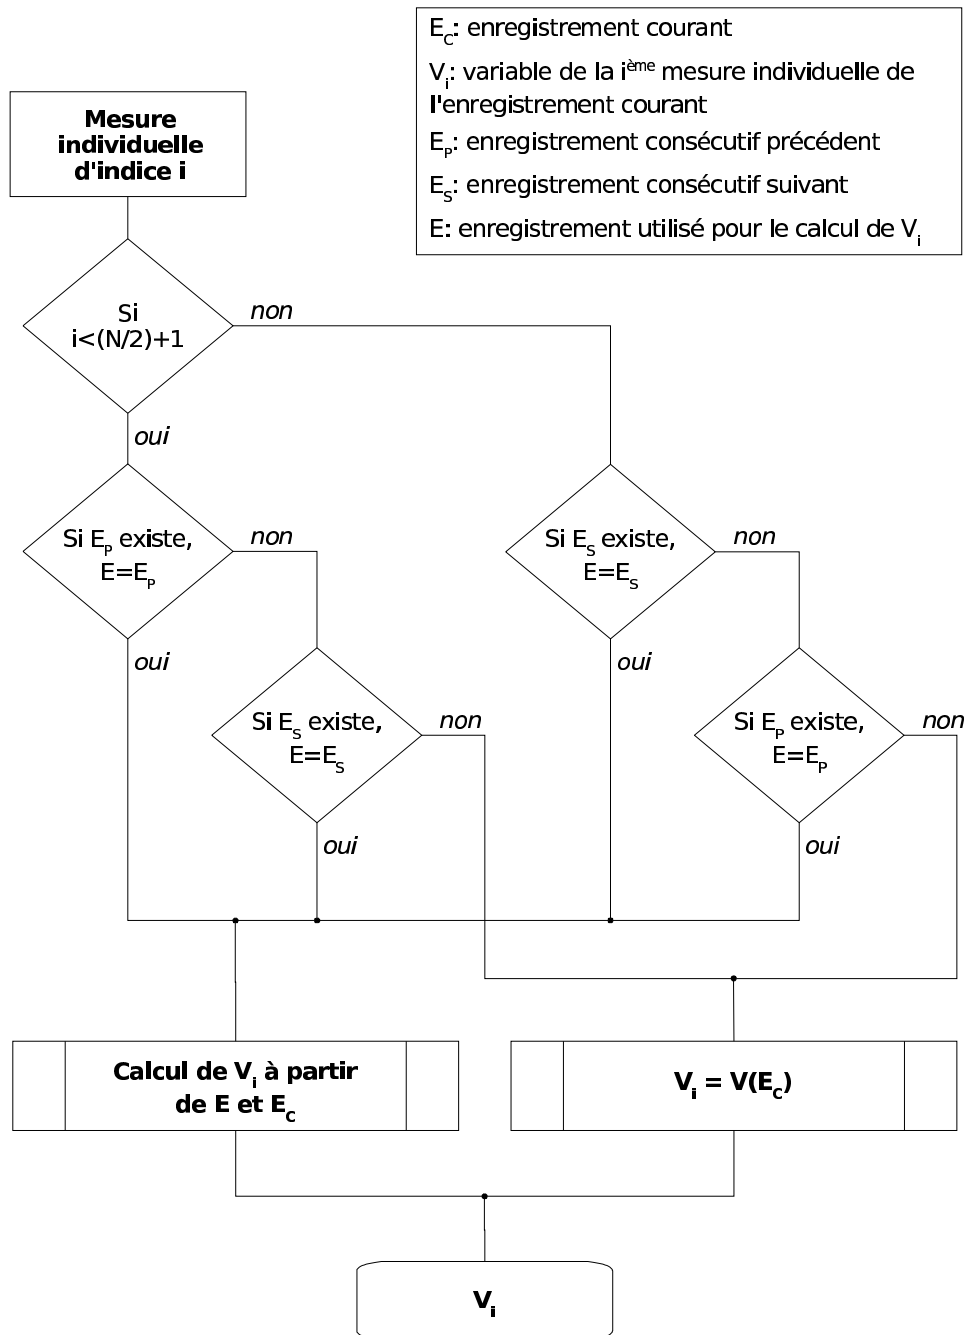 E_C: enregistrement courant
V_i: variable de la i^ème mesure individuelle de
l'enregistrement courant
E_P: enregistrement consécutif précédent
E_S: enregistrement consécutif suivant
E: enregistrement utilisé pour le calcul de V_i
Mesure
individuelle
d'indice i
Si
i<(N/2)+1
non
oui
Si E_P existe,
E=E_P
non
oui
Si E_S existe,
E=E_S
non
oui
Si E_S existe,
E=E_S
non
oui
Si E_P existe,
E=E_P
non
oui
Calcul de V_i à partir
de E et E_C
V_i = V(E_C)
V_i